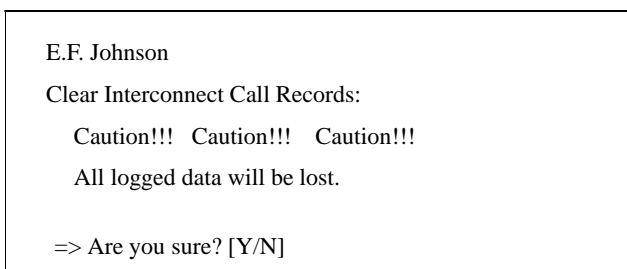 E.F. Johnson
Clear Interconnect Call Records:
Caution!!! Caution!!! Caution!!!
All logged data will be lost.
=> Are you sure? [Y/N]